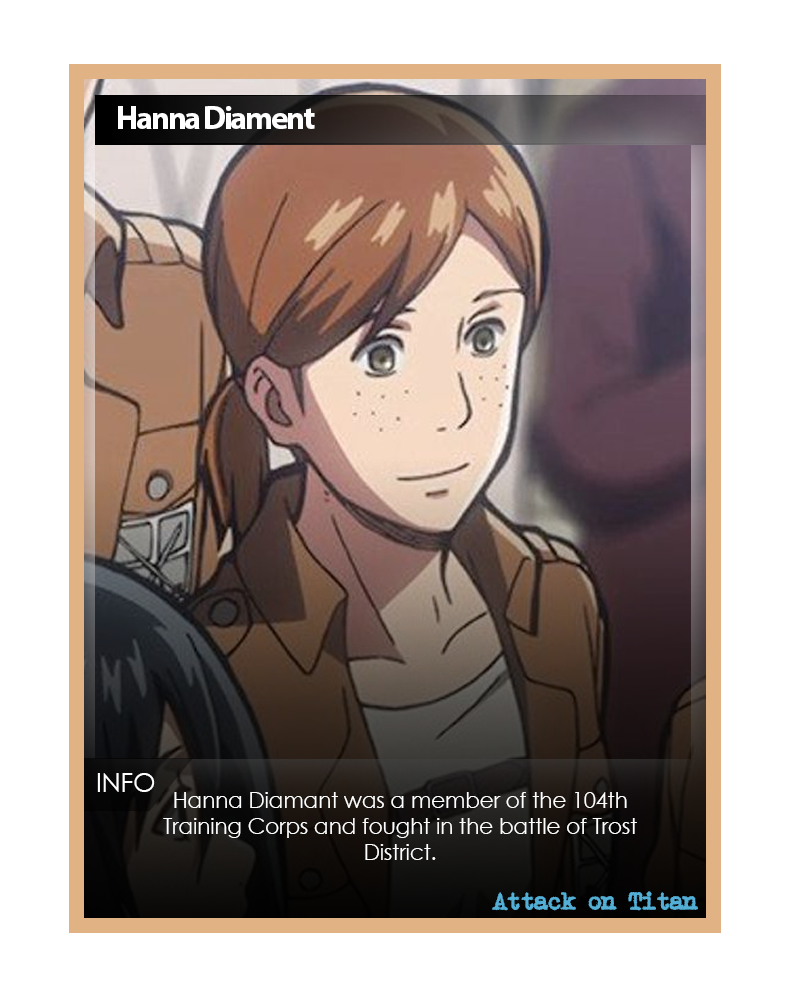 Hanna Diament
INFO
Hanna Diamant was a member of the 104th
Training Corps and fought in the battle of Trost
District.
Attack on Titan